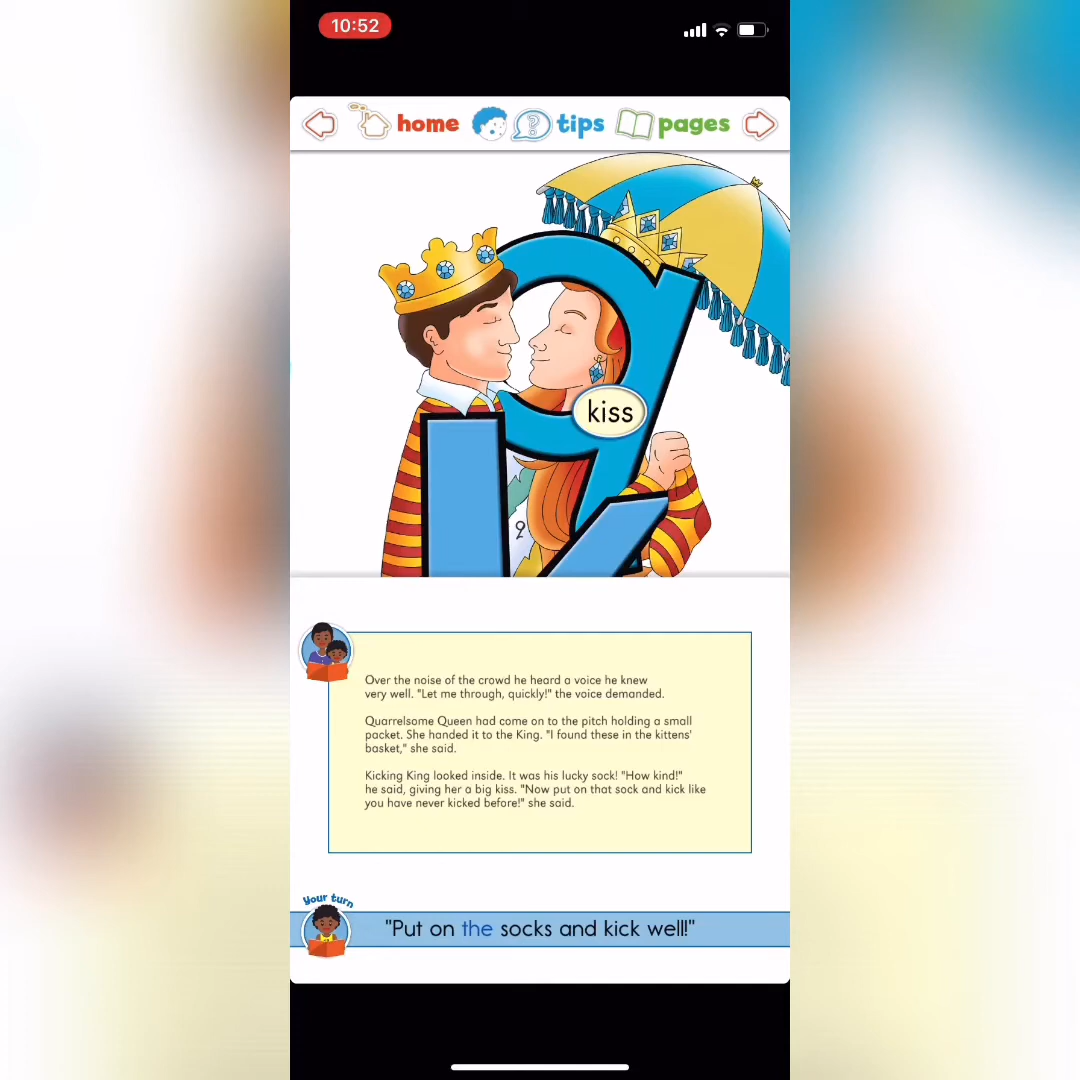 10:52
home tips pages
kiss
Over the noise of the crowd he heard a voice he knew
very well. "Let me through, quickly!" the voice demanded.
Quarrelsome Queen had come on to the pitch holding a small
packet. She handed it to the King. "I found these in the kittens'
basket," she said.
Kicking King looked inside. It was his lucky sock! "How kind!"
he said, giving her a big kiss. "Now put on that sock and kick like
you have never kicked before!" she said.
Your turn
"Put on the socks and kick well!"